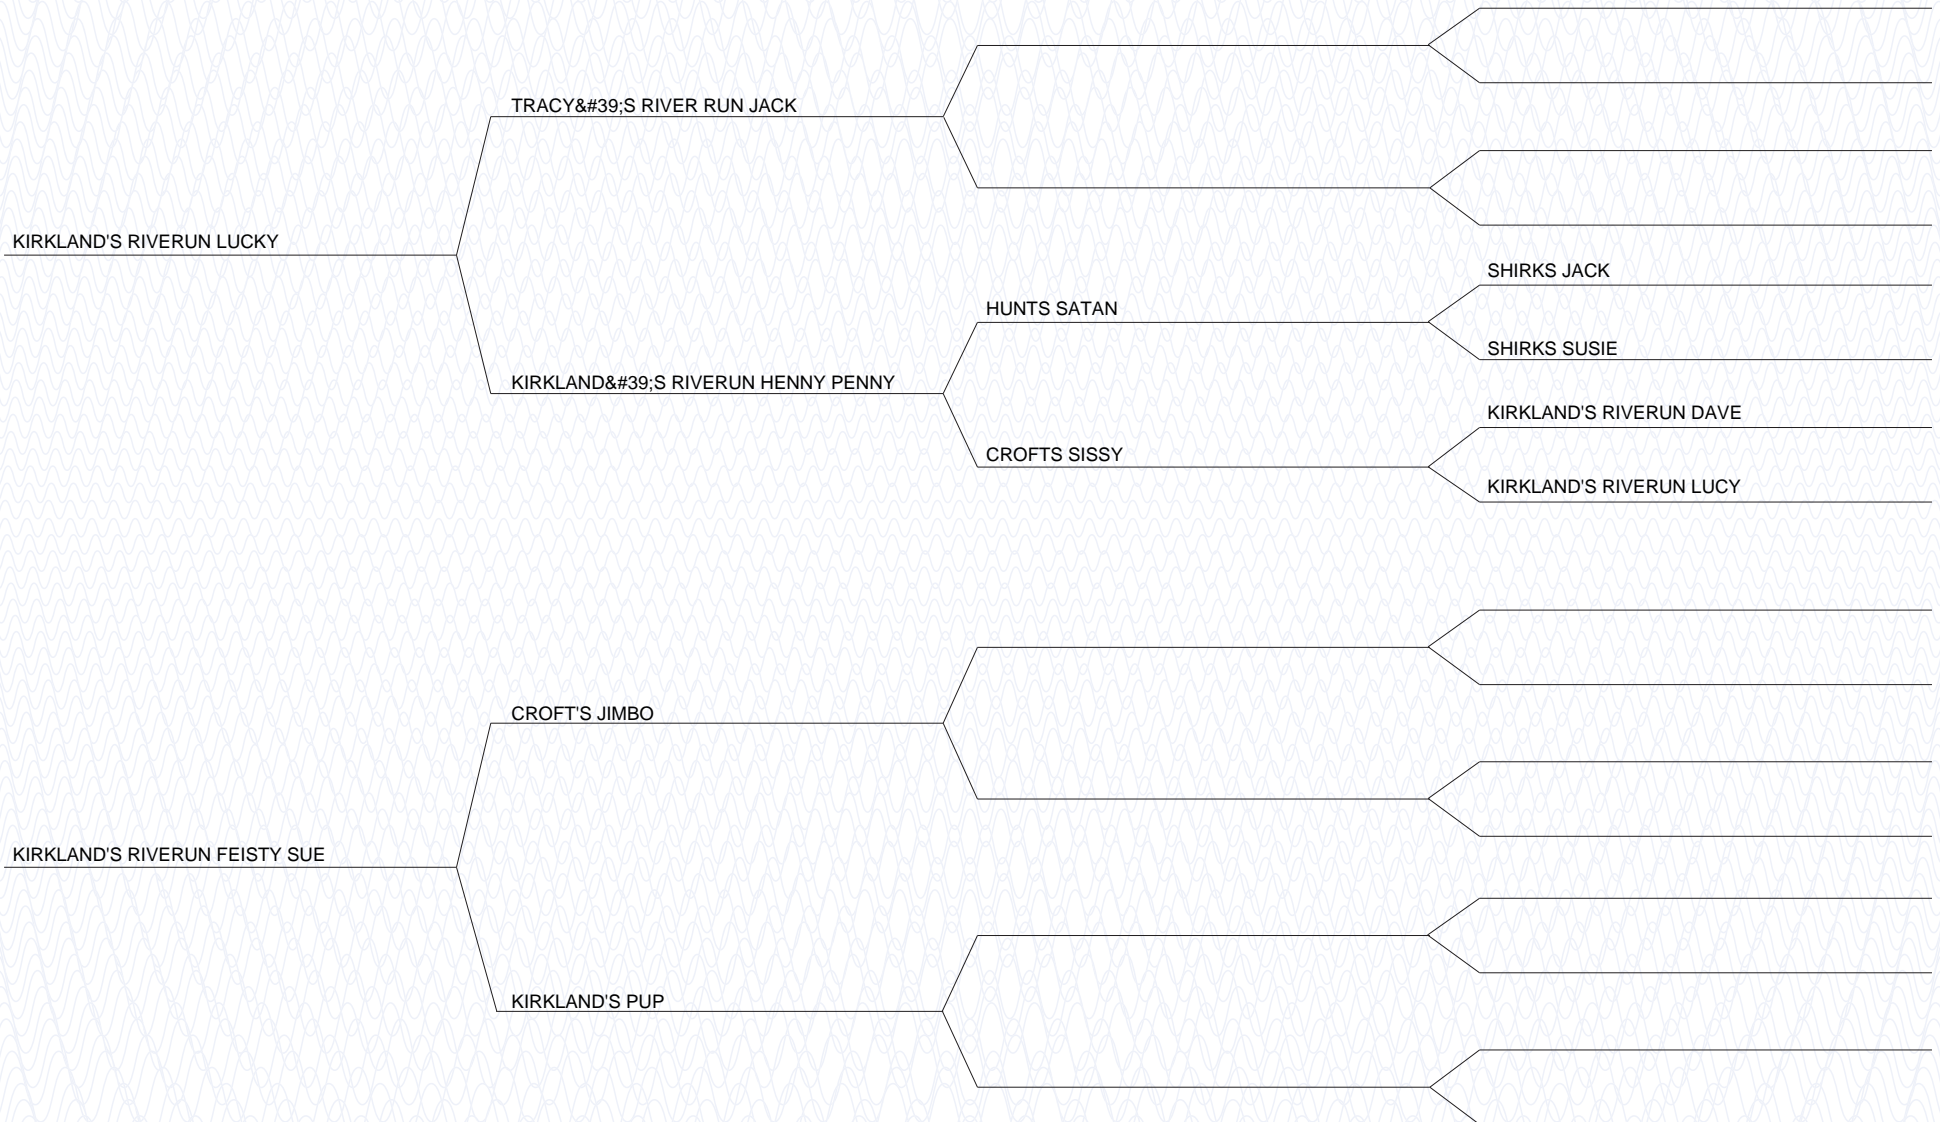 TRACY&#39;S RIVER RUN JACK
KIRKLAND'S RIVERUN LUCKY
SHIRKS JACK
HUNTS SATAN
SHIRKS SUSIE
KIRKLAND&#39;S RIVERUN HENNY PENNY
KIRKLAND'S RIVERUN DAVE
CROFTS SISSY
KIRKLAND'S RIVERUN LUCY
CROFT'S JIMBO
KIRKLAND'S RIVERUN FEISTY SUE
KIRKLAND'S PUP